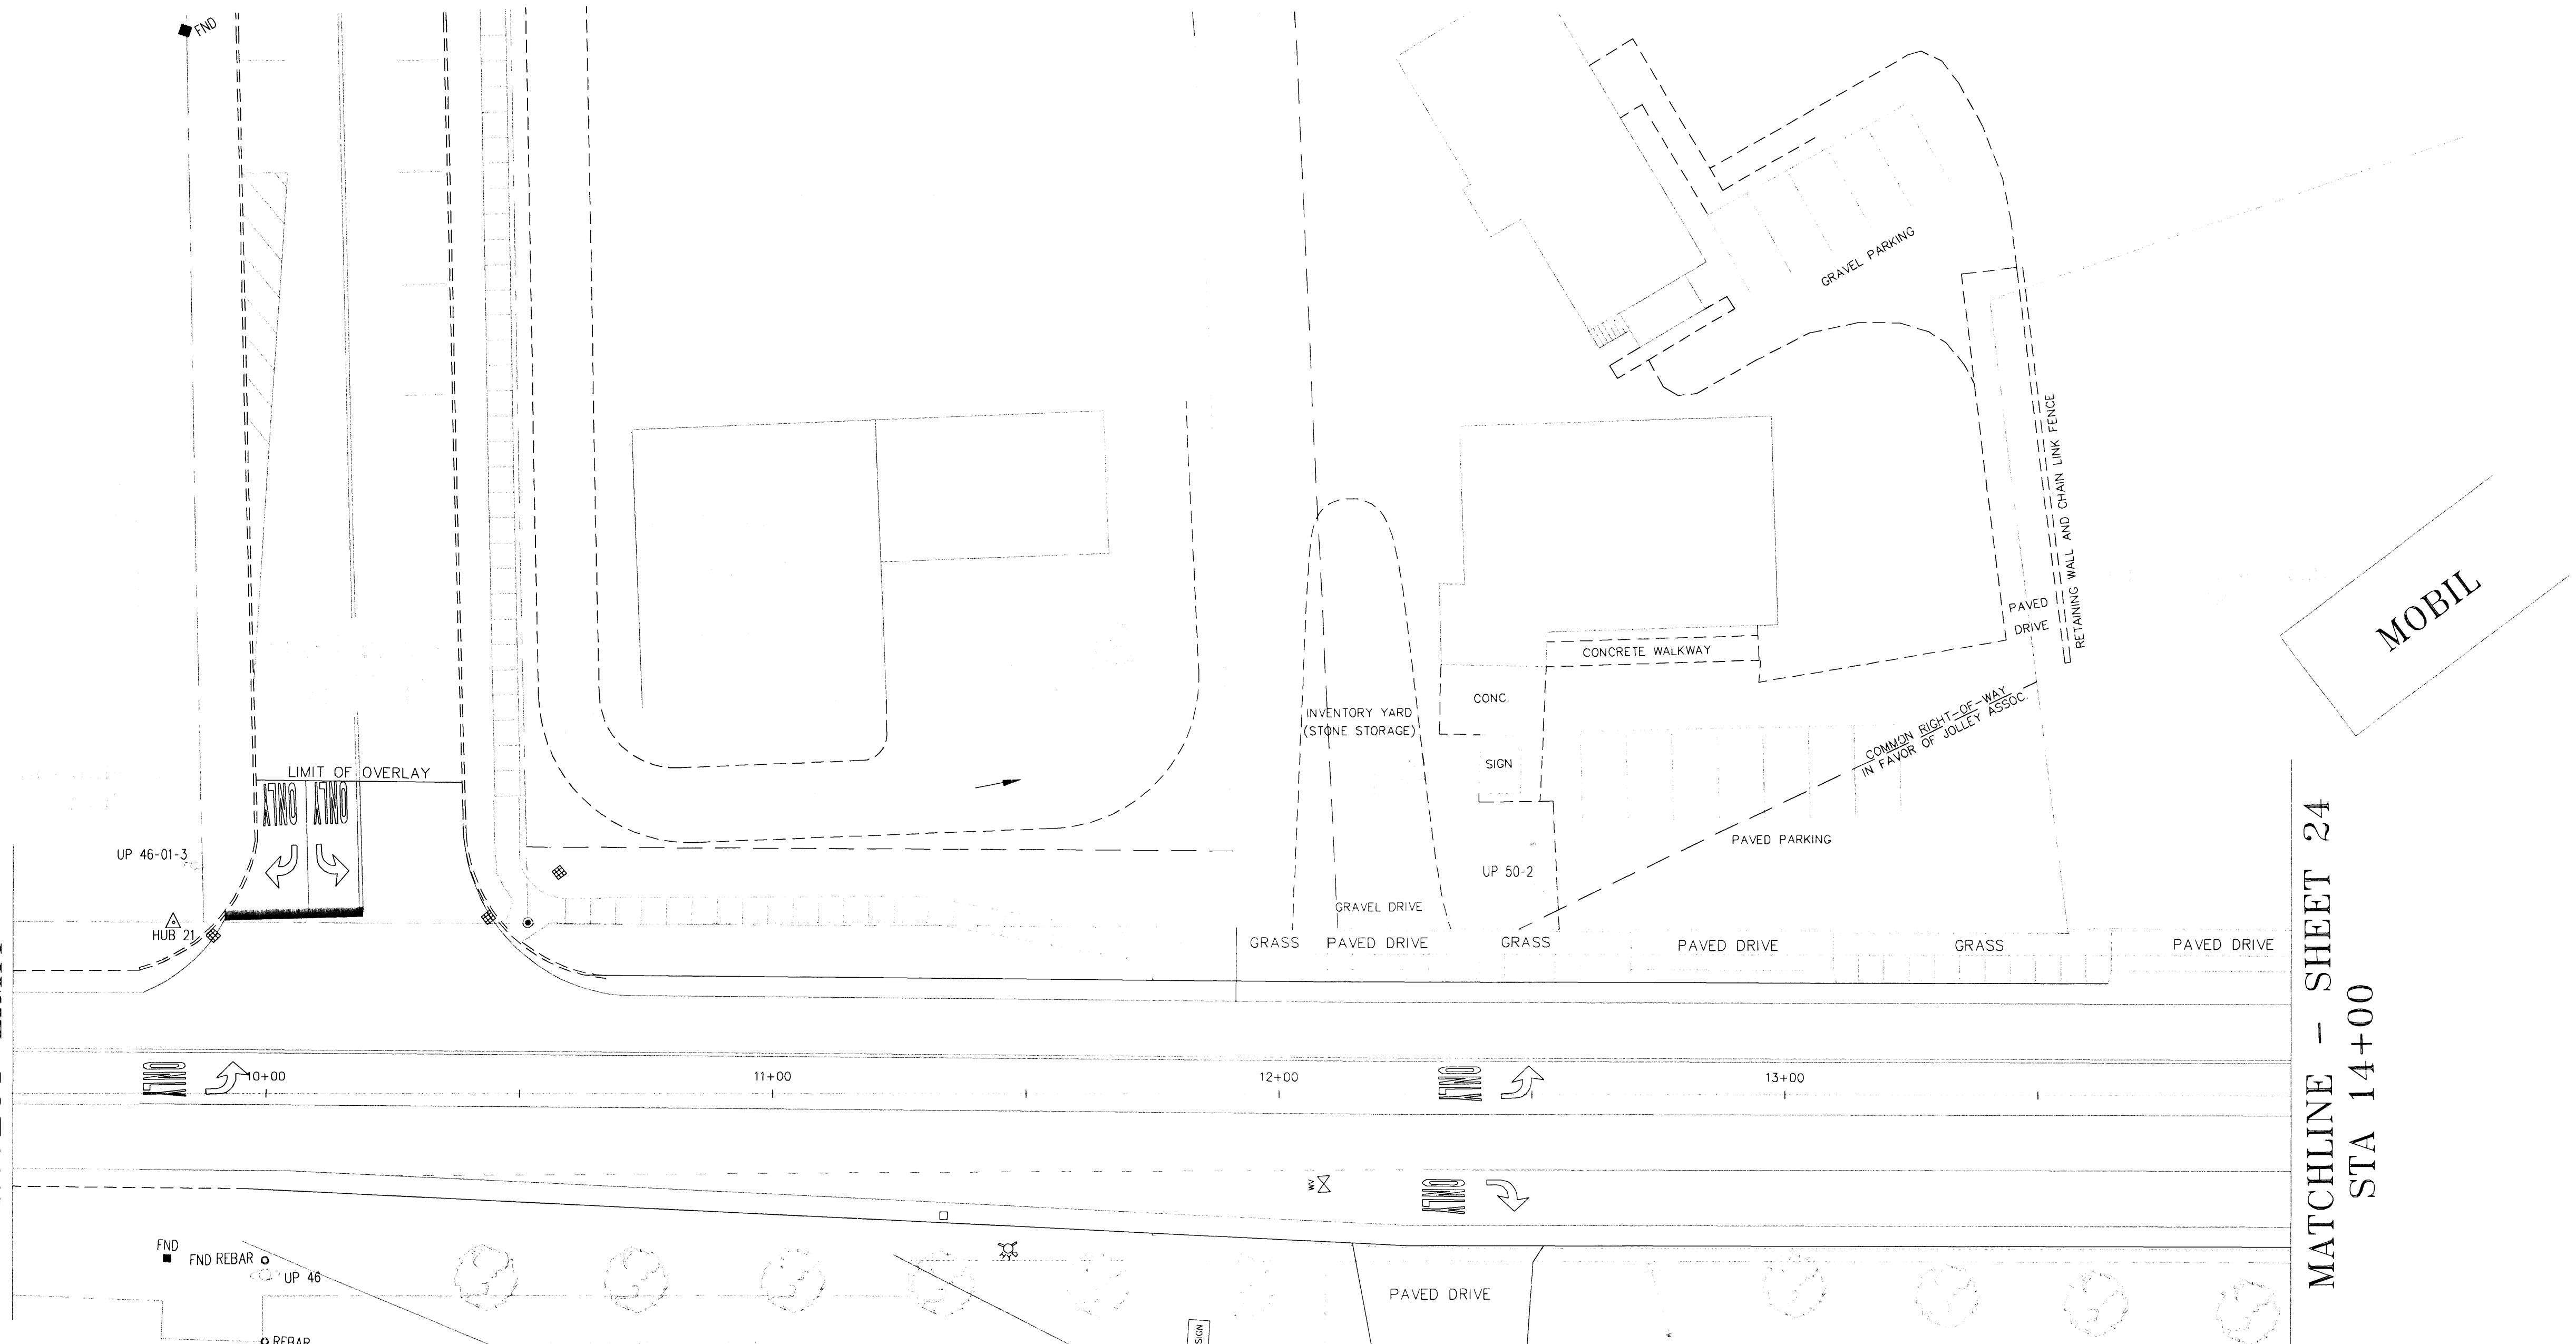 FND
GRAVEL PARKING
RETAINING WALL AND CHAIN LINK FENCE
MOBIL
PAVED
DRIVE
CONCRETE WALKWAY
CONC.
INVENTORY YARD
(STONE STORAGE)
SIGN
COMMON RIGHT-OF-WAY
IN FAVOR OF JOLLEY ASSOC.
LIMIT OF OVERLAY
ONLY
ONLY
PAVED PARKING
UP 46-01-3
UP 50-2
GRAVEL DRIVE
HUB 21
GRASS
PAVED DRIVE
GRASS
PAVED DRIVE
GRASS
PAVED DRIVE
MATCHLINE - SHEET 24
STA 14+00
ONLY
10+00
11+00
12+00
ONLY
13+00
WV
ONLY
FND
FND REBAR
UP 46
PAVED DRIVE
SIGN
REBAR